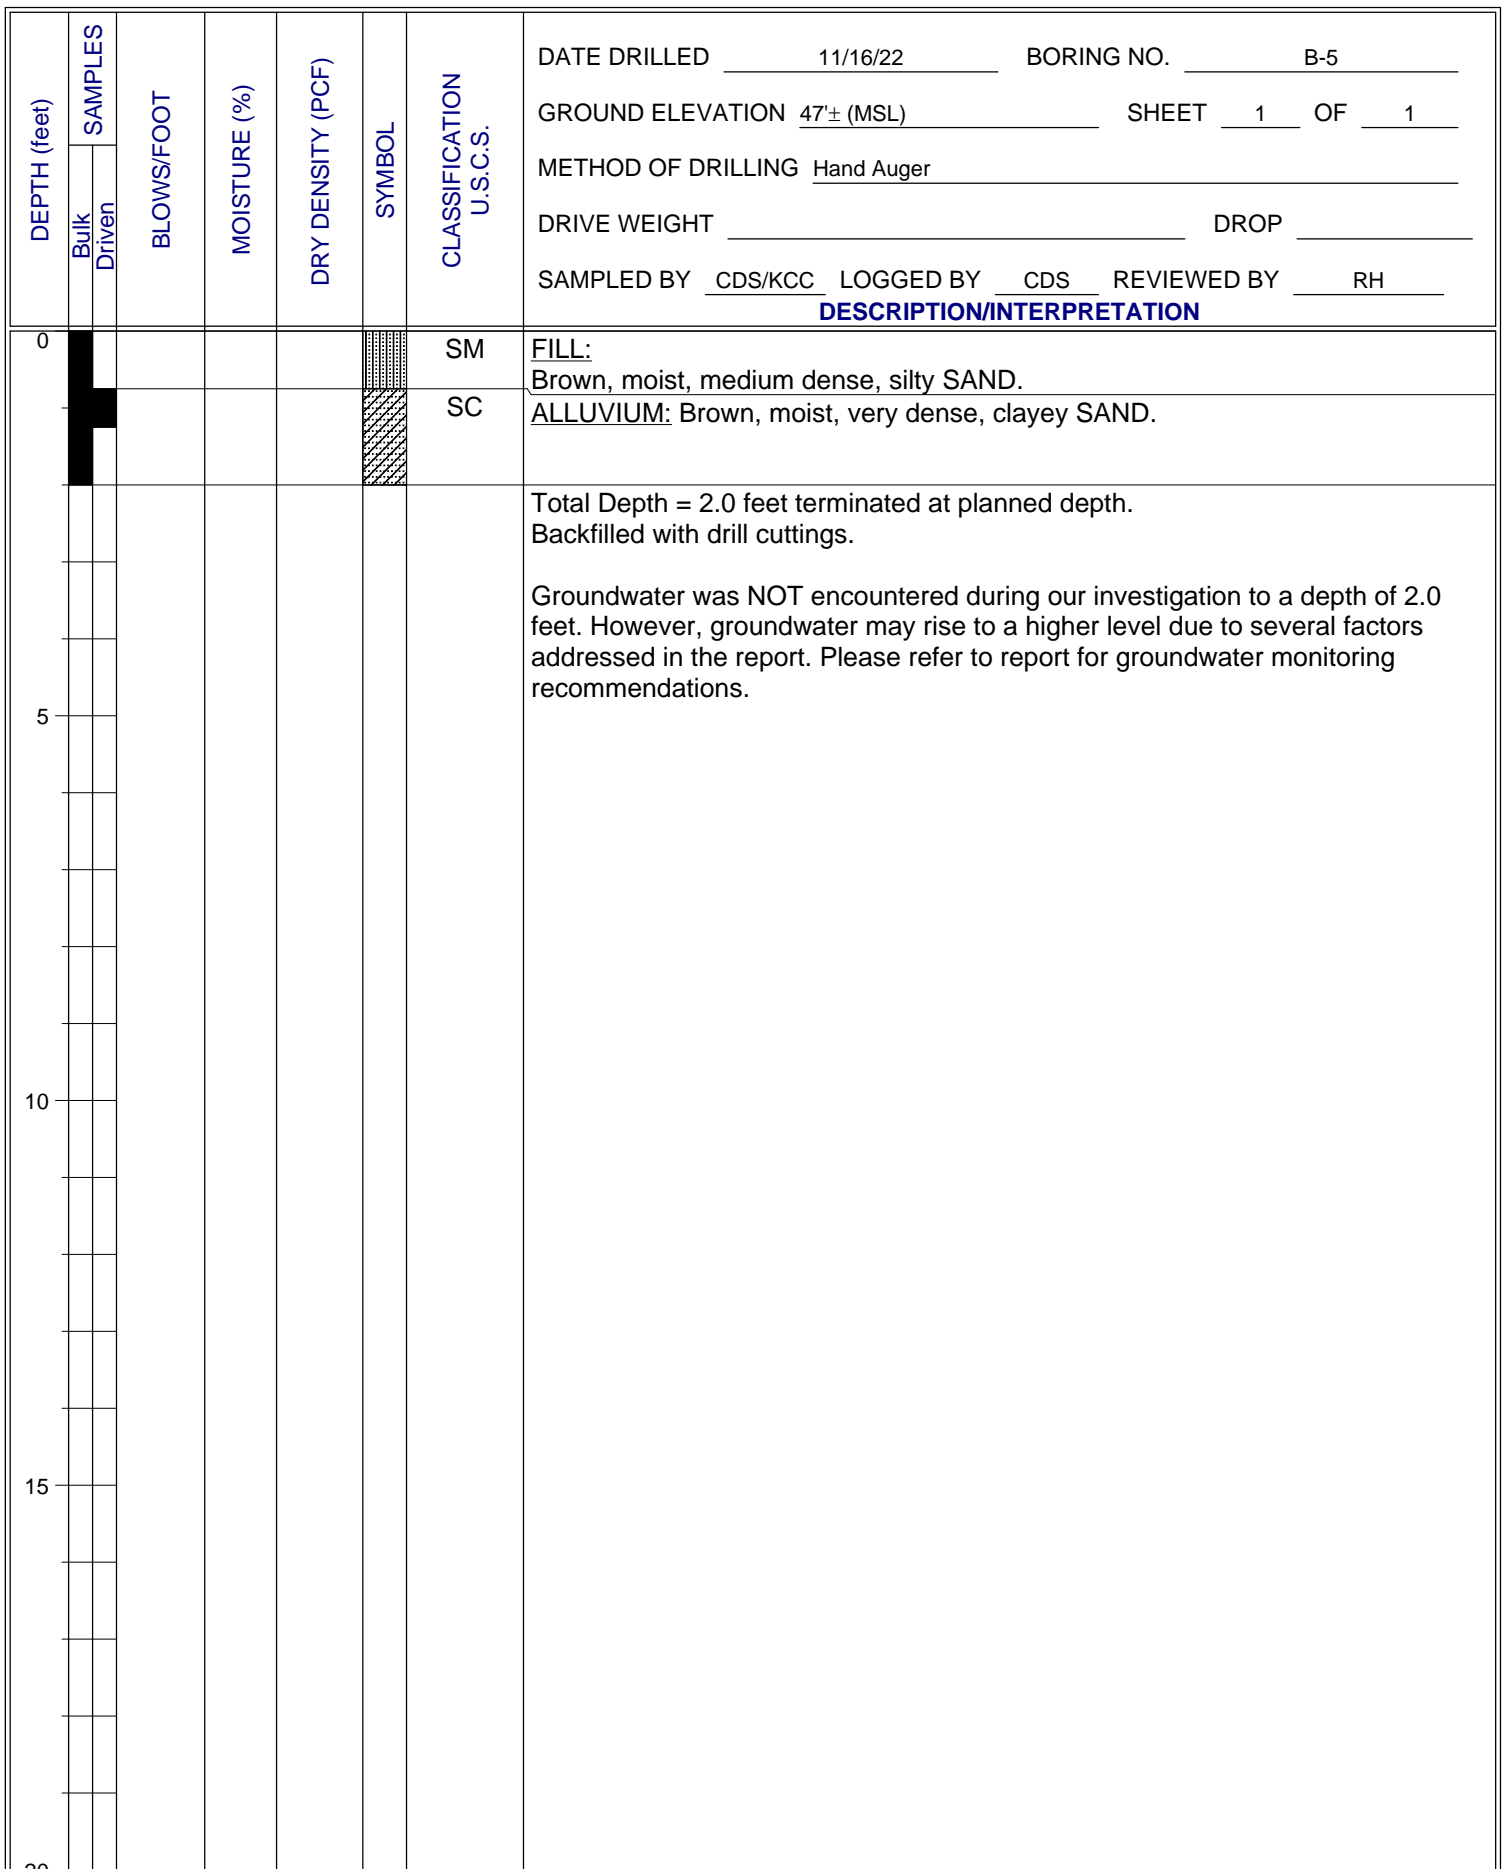 DEPTH (feet)
SAMPLES
Bulk
Driven
BLOWS/FOOT
MOISTURE (%)
DRY DENSITY (PCF)
SYMBOL
CLASSIFICATION
U.S.C.S.
DATE DRILLED 11/16/22 BORING NO. B-5
GROUND ELEVATION 47'± (MSL) SHEET 1 OF 1
METHOD OF DRILLING Hand Auger
DRIVE WEIGHT DROP
SAMPLED BY CDS/KCC LOGGED BY CDS REVIEWED BY RH
DESCRIPTION/INTERPRETATION
0 SM FILL:
Brown, moist, medium dense, silty SAND.
SC ALLUVIUM: Brown, moist, very dense, clayey SAND.
Total Depth = 2.0 feet terminated at planned depth.
Backfilled with drill cuttings.
Groundwater was NOT encountered during our investigation to a depth of 2.0
feet. However, groundwater may rise to a higher level due to several factors
addressed in the report. Please refer to report for groundwater monitoring
recommendations.
5
10
15
20